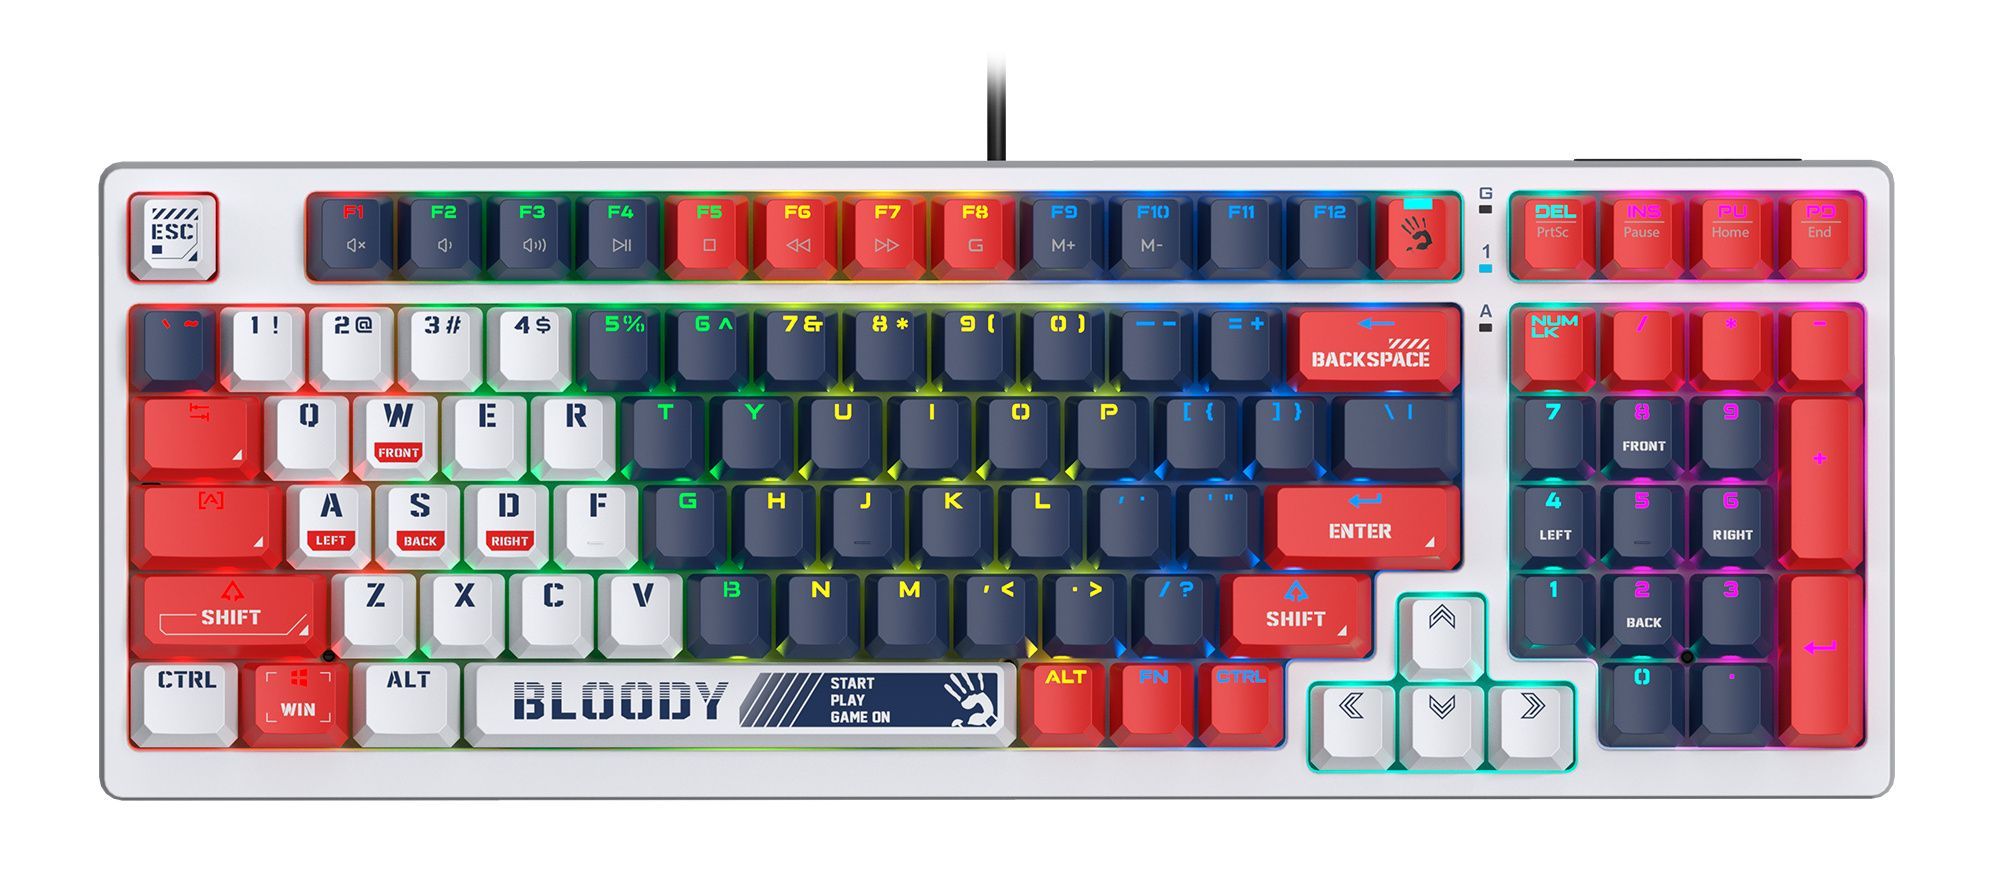 ESC F1 F2 F3 F4 F5 F6 F7 F8 G F9 M+ F10 M- F11 F12 G DEL PrtSc INS Pause PU Home PD End
1
` ~ 1 ! 2 @ 3 # 4 $ 5 % 6 ^ 7 & 8 * 9 ( 0 ) — - = + BACKSPACE A NUM LK / * -
Q W FRONT E R T Y U I O P [ { ] } \ | 7 8 FRONT 9 +
[A] A LEFT S BACK D RIGHT F G H J K L ' " ENTER 4 LEFT 5 6 RIGHT
SHIFT Z X C V B N M , < . > / ? SHIFT 1 2 BACK 3
CTRL WIN ALT BLOODY START PLAY GAME ON ALT FN CTRL 0 .